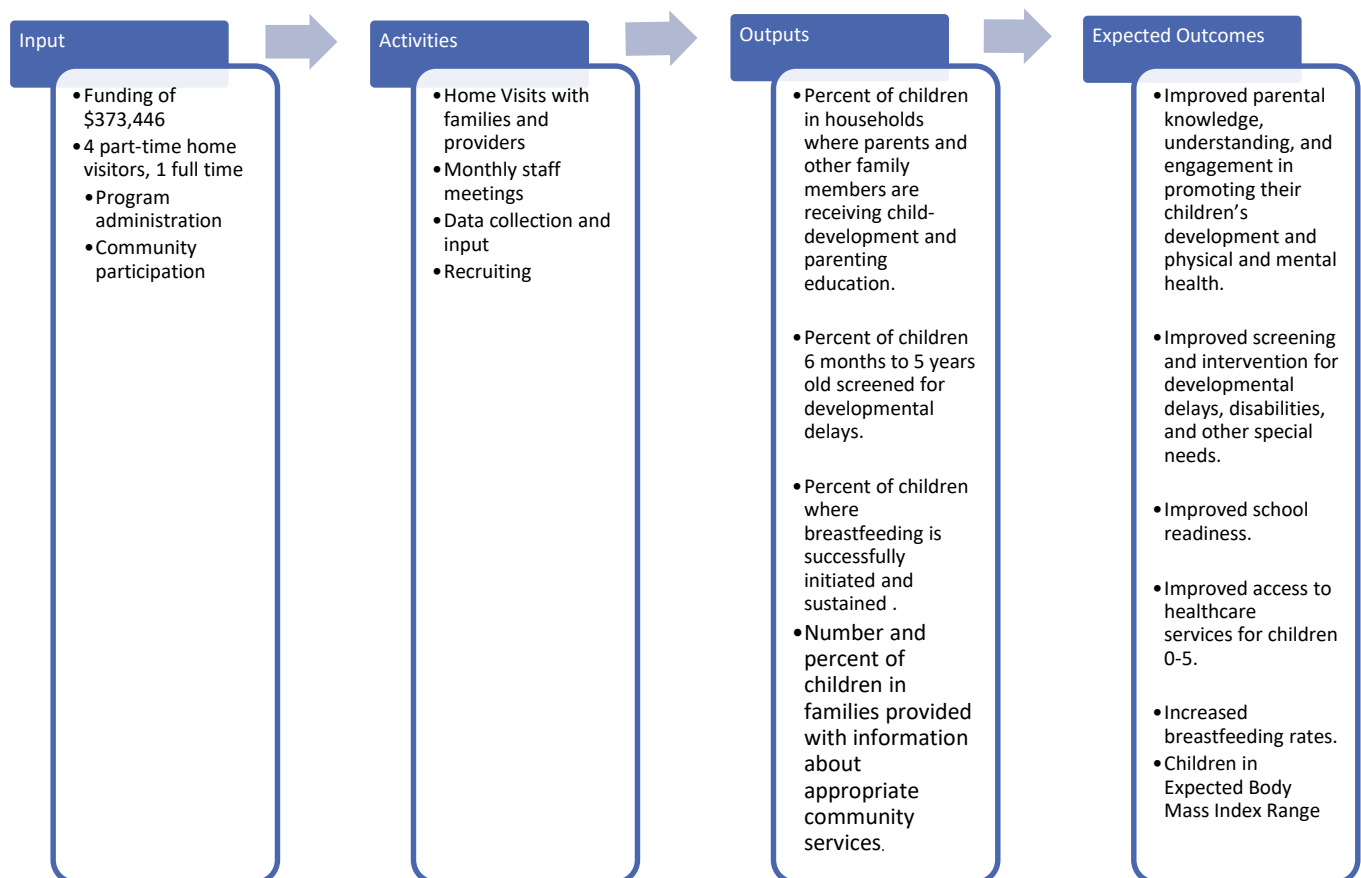 Input
•Funding of
$373,446
•4 part-time home
visitors, 1 full time
•Program
administration
•Community
participation
Activities
•Home Visits with
families and
providers
•Monthly staff
meetings
•Data collection and
input
•Recruiting
Outputs
•Percent of children
in households
where parents and
other family
members are
receiving child-
development and
parenting
education.
•Percent of children
6 months to 5 years
old screened for
developmental
delays.
•Percent of children
where
breastfeeding is
successfully
initiated and
sustained .
•Number and
percent of
children in
families provided
with information
about
appropriate
community
services.
Expected Outcomes
•Improved parental
knowledge,
understanding, and
engagement in
promoting their
children’s
development and
physical and mental
health.
•Improved screening
and intervention for
developmental
delays, disabilities,
and other special
needs.
•Improved school
readiness.
•Improved access to
healthcare
services for children
0-5.
•Increased
breastfeeding rates.
•Children in
Expected Body
Mass Index Range